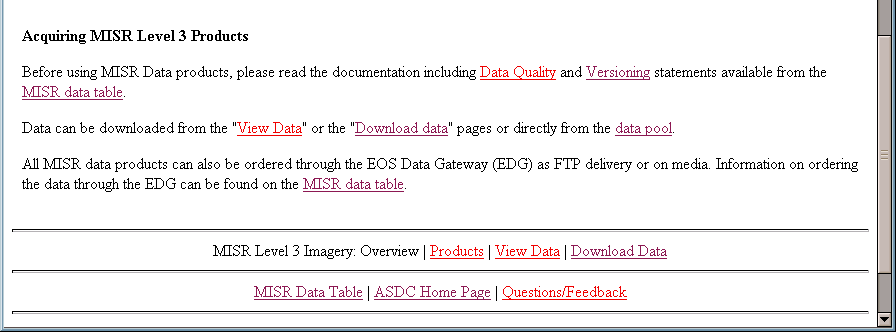 Acquiring MISR Level 3 Products
Before using MISR Data products, please read the documentation including Data Quality and Versioning statements available from the
MISR data table.
Data can be downloaded from the "View Data" or the "Download data" pages or directly from the data pool.
All MISR data products can also be ordered through the EOS Data Gateway (EDG) as FTP delivery or on media. Information on ordering
the data through the EDG can be found on the MISR data table.
MISR Level 3 Imagery: Overview | Products | View Data | Download Data
MISR Data Table | ASDC Home Page | Questions/Feedback